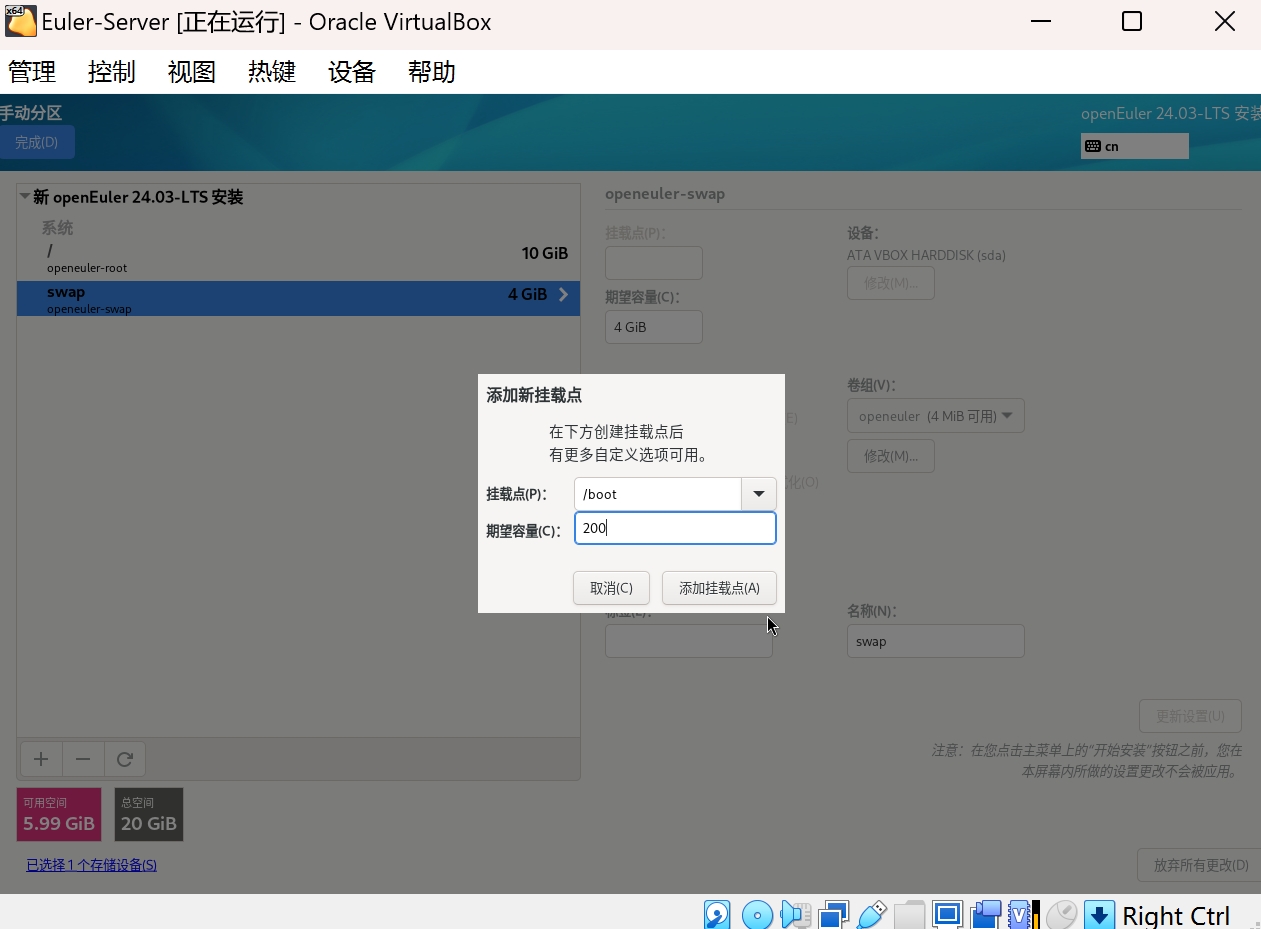 x64
Euler-Server [正在运行] - Oracle VirtualBox
管理 控制 视图 热键 设备 帮助
手动分区
完成(D)
openEuler 24.03-LTS 安装
cn
新 openEuler 24.03-LTS 安装
系统
/
10 GiB
openeuler-root
swap
4 GiB
openeuler-swap
openeuler-swap
挂载点(P):
设备:
ATA VBOX HARDDISK (sda)
修改(M)...
期望容量(C):
4 GiB
卷组(V):
openeuler (4 MiB 可用)
修改(M)...
添加新挂载点
在下方创建挂载点后
有更多自定义选项可用。
挂载点(P):
/boot
期望容量(C):
200
取消(C)
添加挂载点(A)
E)
化(O)
名称(N):
swap
更新设置(U)
注意：在您点击主菜单上的“开始安装”按钮之前，您在
本屏幕内所做的设置更改不会被应用。
可用空间
5.99 GiB
总空间
20 GiB
已选择 1 个存储设备(S)
放弃所有更改(D)
Right Ctrl